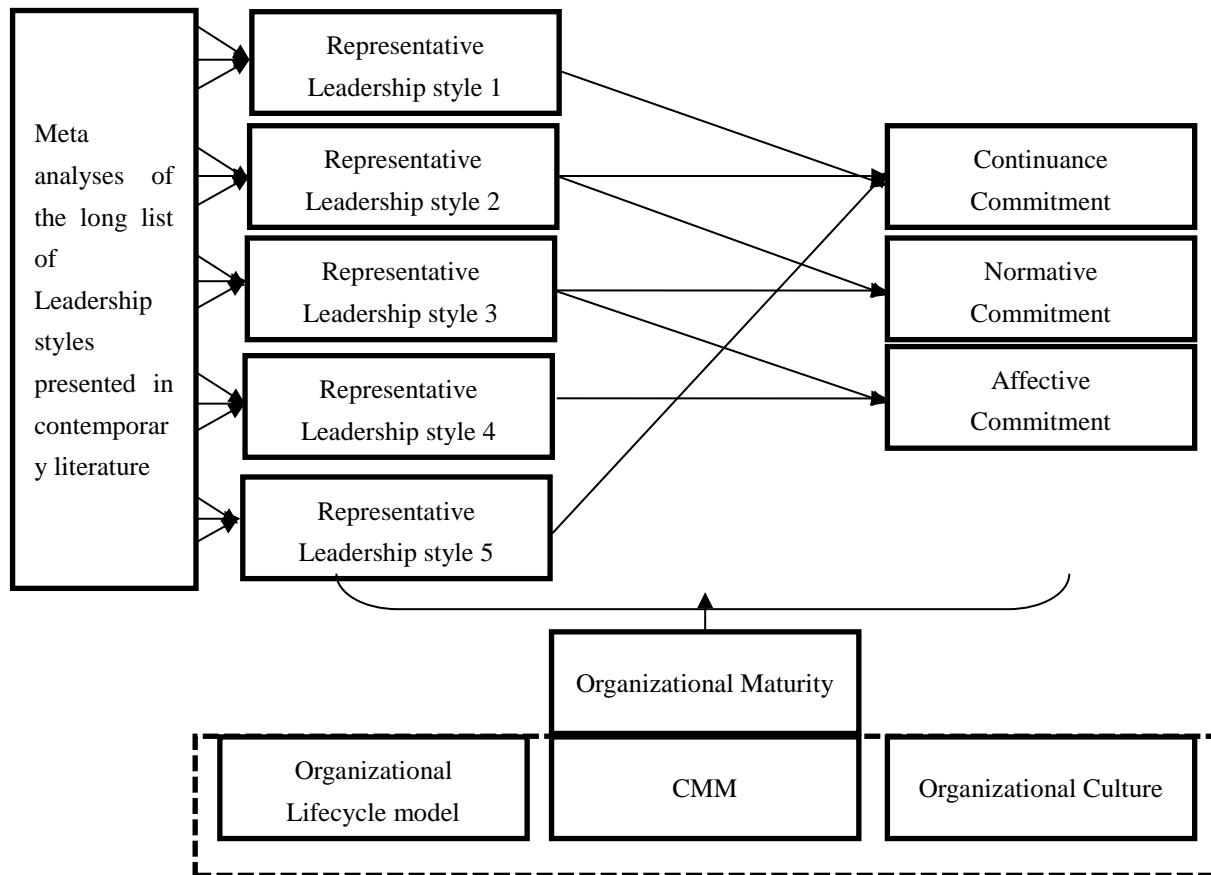 Meta
analyses of
the long list
of
Leadership
styles
presented in
contemporar
y literature
Representative
Leadership style 1
Representative
Leadership style 2
Representative
Leadership style 3
Representative
Leadership style 4
Representative
Leadership style 5
Continuance
Commitment
Normative
Commitment
Affective
Commitment
Organizational Maturity
Organizational
Lifecycle model
CMM
Organizational Culture